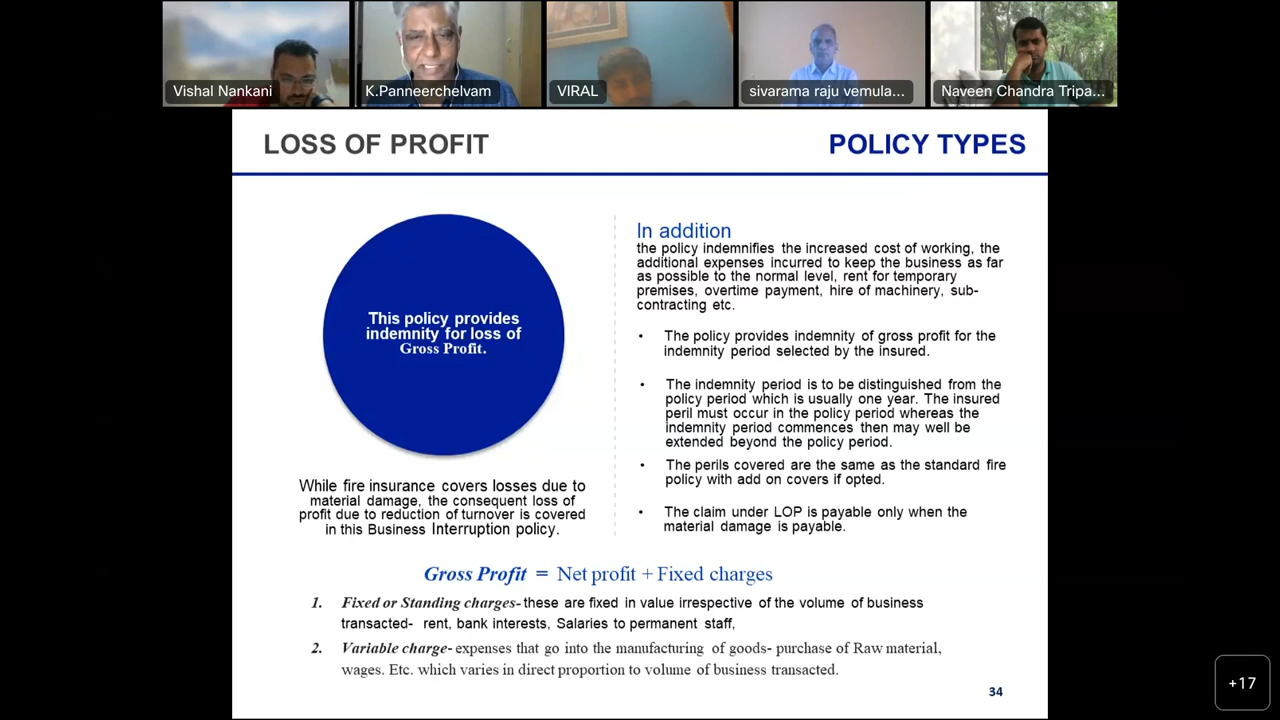 Vishal Nankani
K.Panneerchelvam
VIRAL
sivarama raju vemula...
Naveen Chandra Tripa...
LOSS OF PROFIT
POLICY TYPES
This policy provides
indemnity for loss of
Gross Profit.
While fire insurance covers losses due to
material damage, the consequent loss of
profit due to reduction of turnover is covered
in this Business Interruption policy.
In addition
the policy indemnifies the increased cost of working, the
additional expenses incurred to keep the business as far
as possible to the normal level, rent for temporary
premises, overtime payment, hire of machinery, sub-
contracting etc.
• The policy provides indemnity of gross profit for the
indemnity period selected by the insured.
• The indemnity period is to be distinguished from the
policy period which is usually one year. The insured
peril must occur in the policy period whereas the
indemnity period commences then may well be
extended beyond the policy period.
• The perils covered are the same as the standard fire
policy with add on covers if opted.
• The claim under LOP is payable only when the
material damage is payable.
Gross Profit = Net profit + Fixed charges
1. Fixed or Standing charges- these are fixed in value irrespective of the volume of business
transacted- rent, bank interests, Salaries to permanent staff,
2. Variable charge- expenses that go into the manufacturing of goods- purchase of Raw material,
wages. Etc. which varies in direct proportion to volume of business transacted.
34
+17